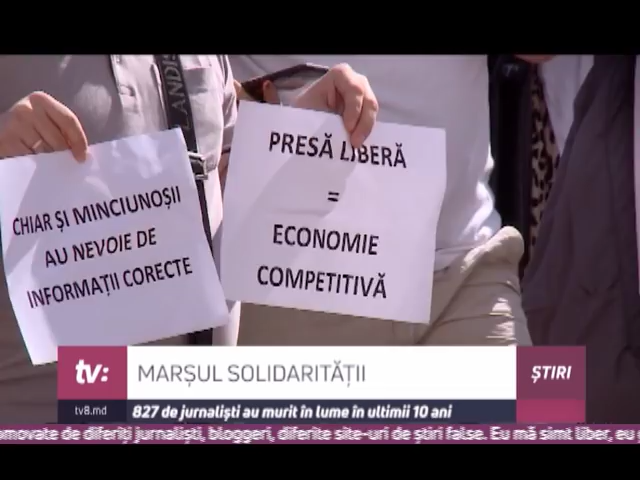 CHIAR ȘI MINCIUNOȘII
AU NEVOIE DE
INFORMAȚII CORECTE
PRESĂ LIBERĂ
=
ECONOMIE
COMPETITIVĂ
LANDIS
tv:
MARȘUL SOLIDARITĂȚII
ȘTIRI
tv8.md
827 de jurnaliști au murit în lume în ultimii 10 ani
omovate de diferiți jurnaliști, bloggeri, diferite site-uri de știri false. Eu mă simt liber, eu